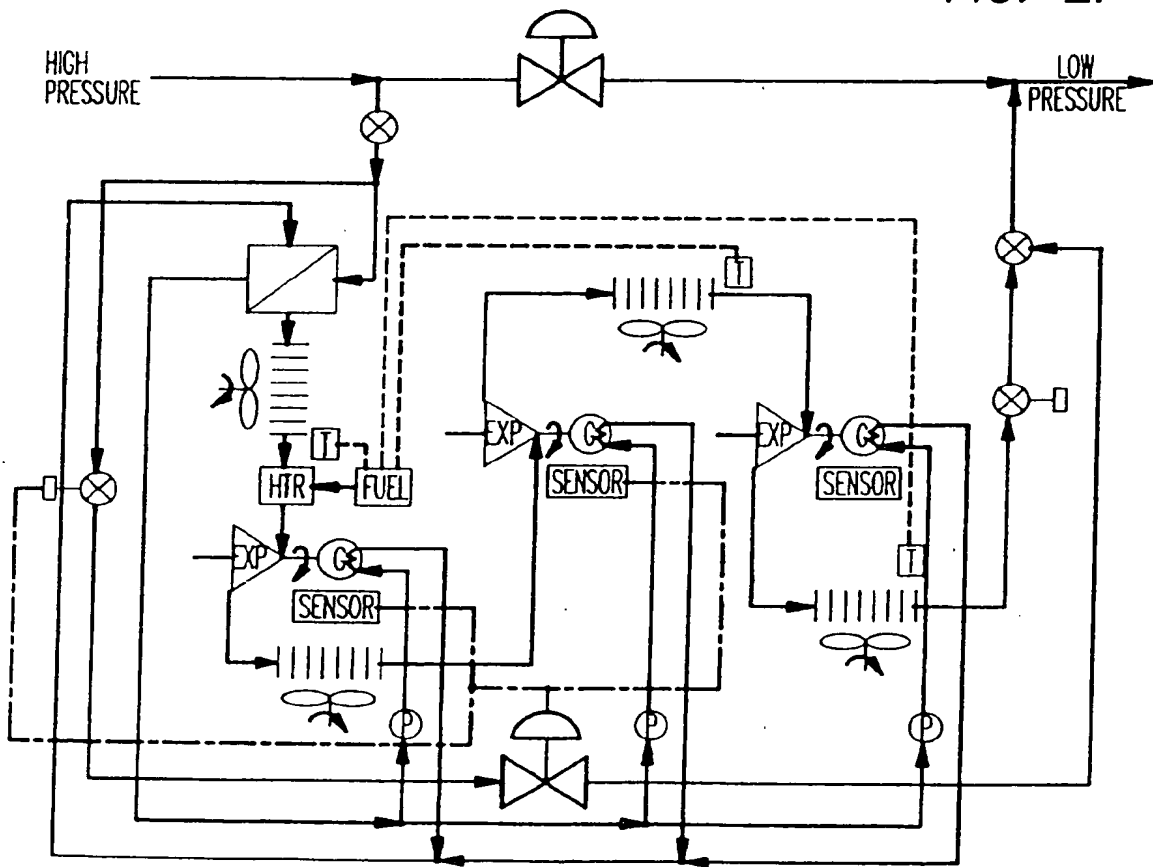 HIGH
PRESSURE
LOW
PRESSURE
T
T
EXP
G
EXP
G
HTR
FUEL
SENSOR
SENSOR
EXP
G
T
SENSOR
P
P
P